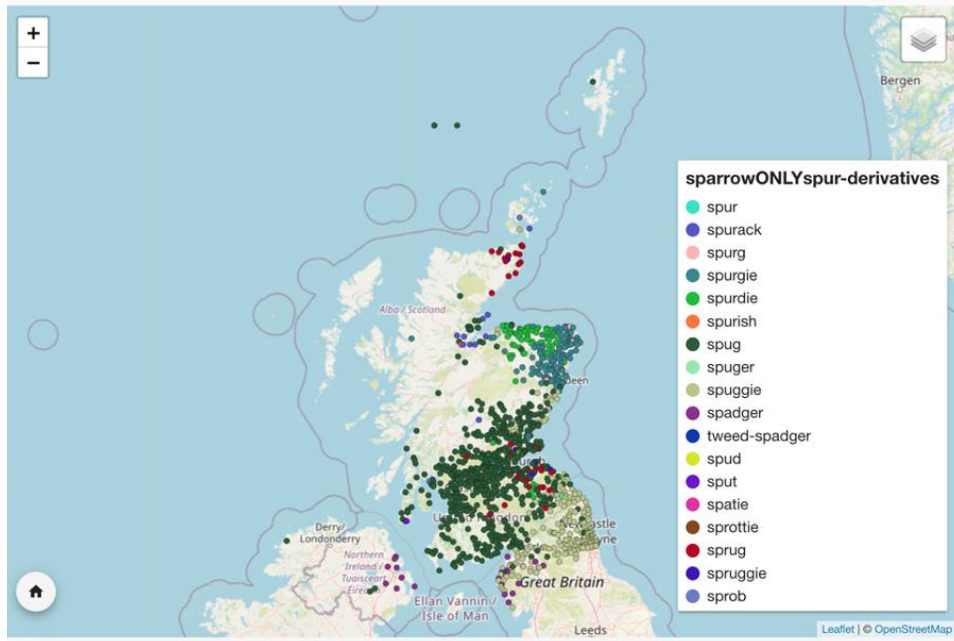 +
−
Bergen
sparrowONLYspur-derivatives
spur
spurack
spurg
spurgie
spurdie
spurish
spug
spuger
spuggie
spadger
tweed-spadger
spud
sput
spatie
sprottie
sprug
spruggie
sprob
Alba / Scotland
Derry/
Londonderry
Newcastle
Northern
Ireland /
Tuaisceart
Great Britain
Ellan Vannin /
Isle of Man
Leeds
Leaflet | © OpenStreetMap